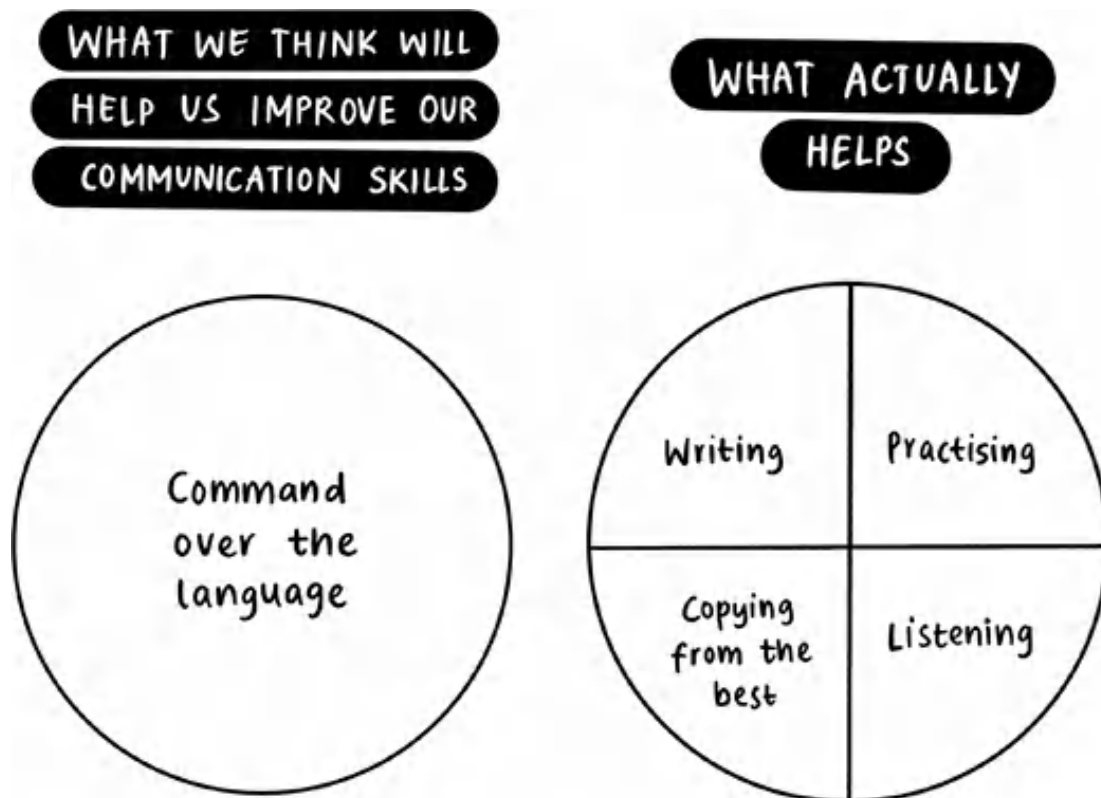 WHAT WE THINK WILL
HELP US IMPROVE OUR
COMMUNICATION SKILLS
WHAT ACTUALLY
HELPS
Command
over the
language
Writing
Practising
Copying
from the
best
Listening